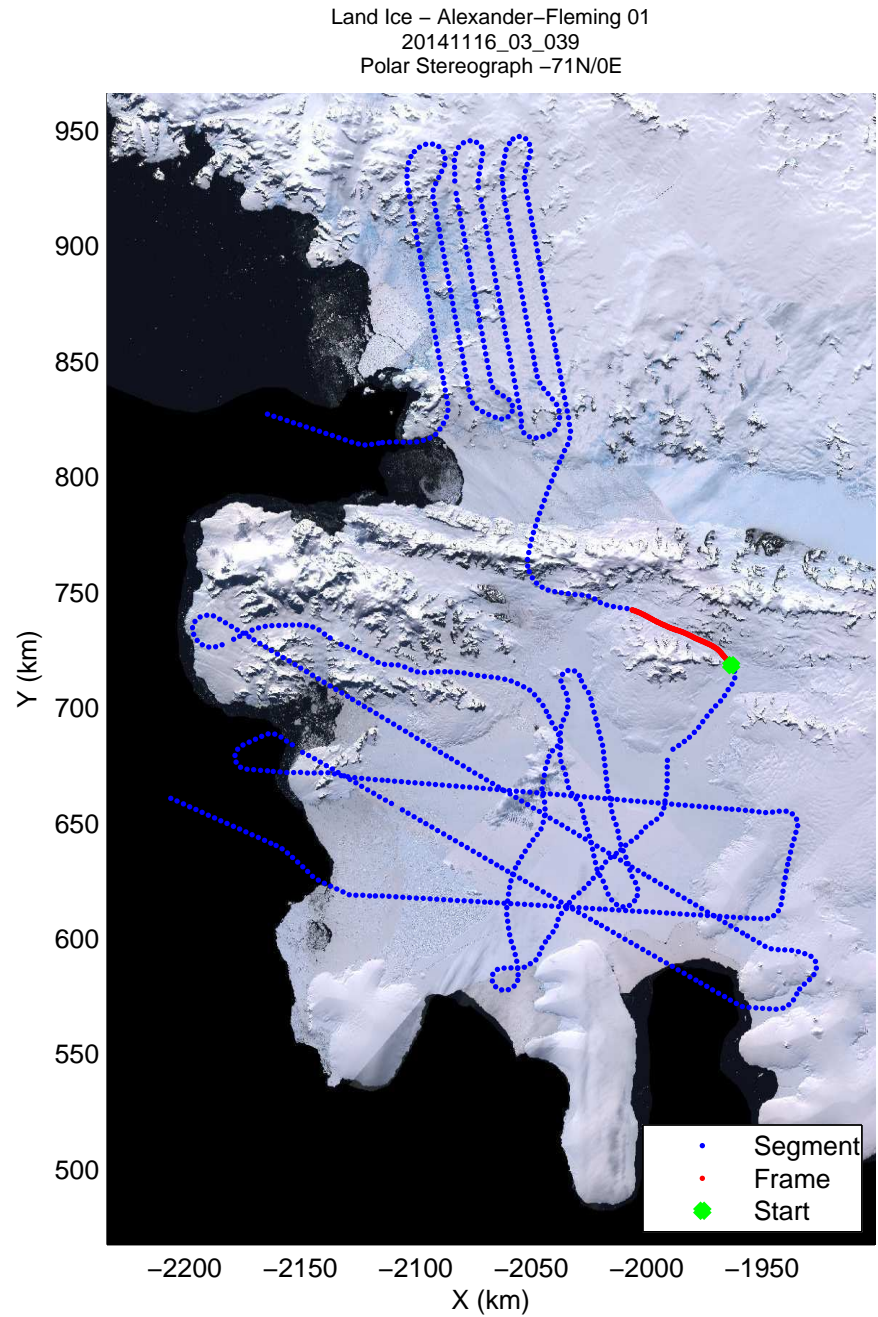 Land Ice − Alexander−Fleming 01
20141116_03_039
Polar Stereograph −71N/0E
950
900
850
800
750
700
650
600
550
500
Y (km)
−2200
−2150
−2100
−2050
−2000
−1950
X (km)
Segment
Frame
Start